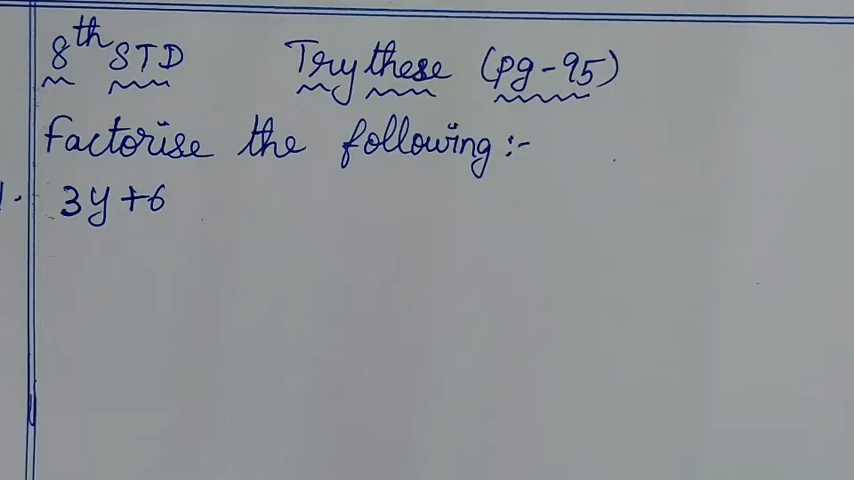 8th STD Try these (pg-95)
Factorise the following:-
1. 3y+6